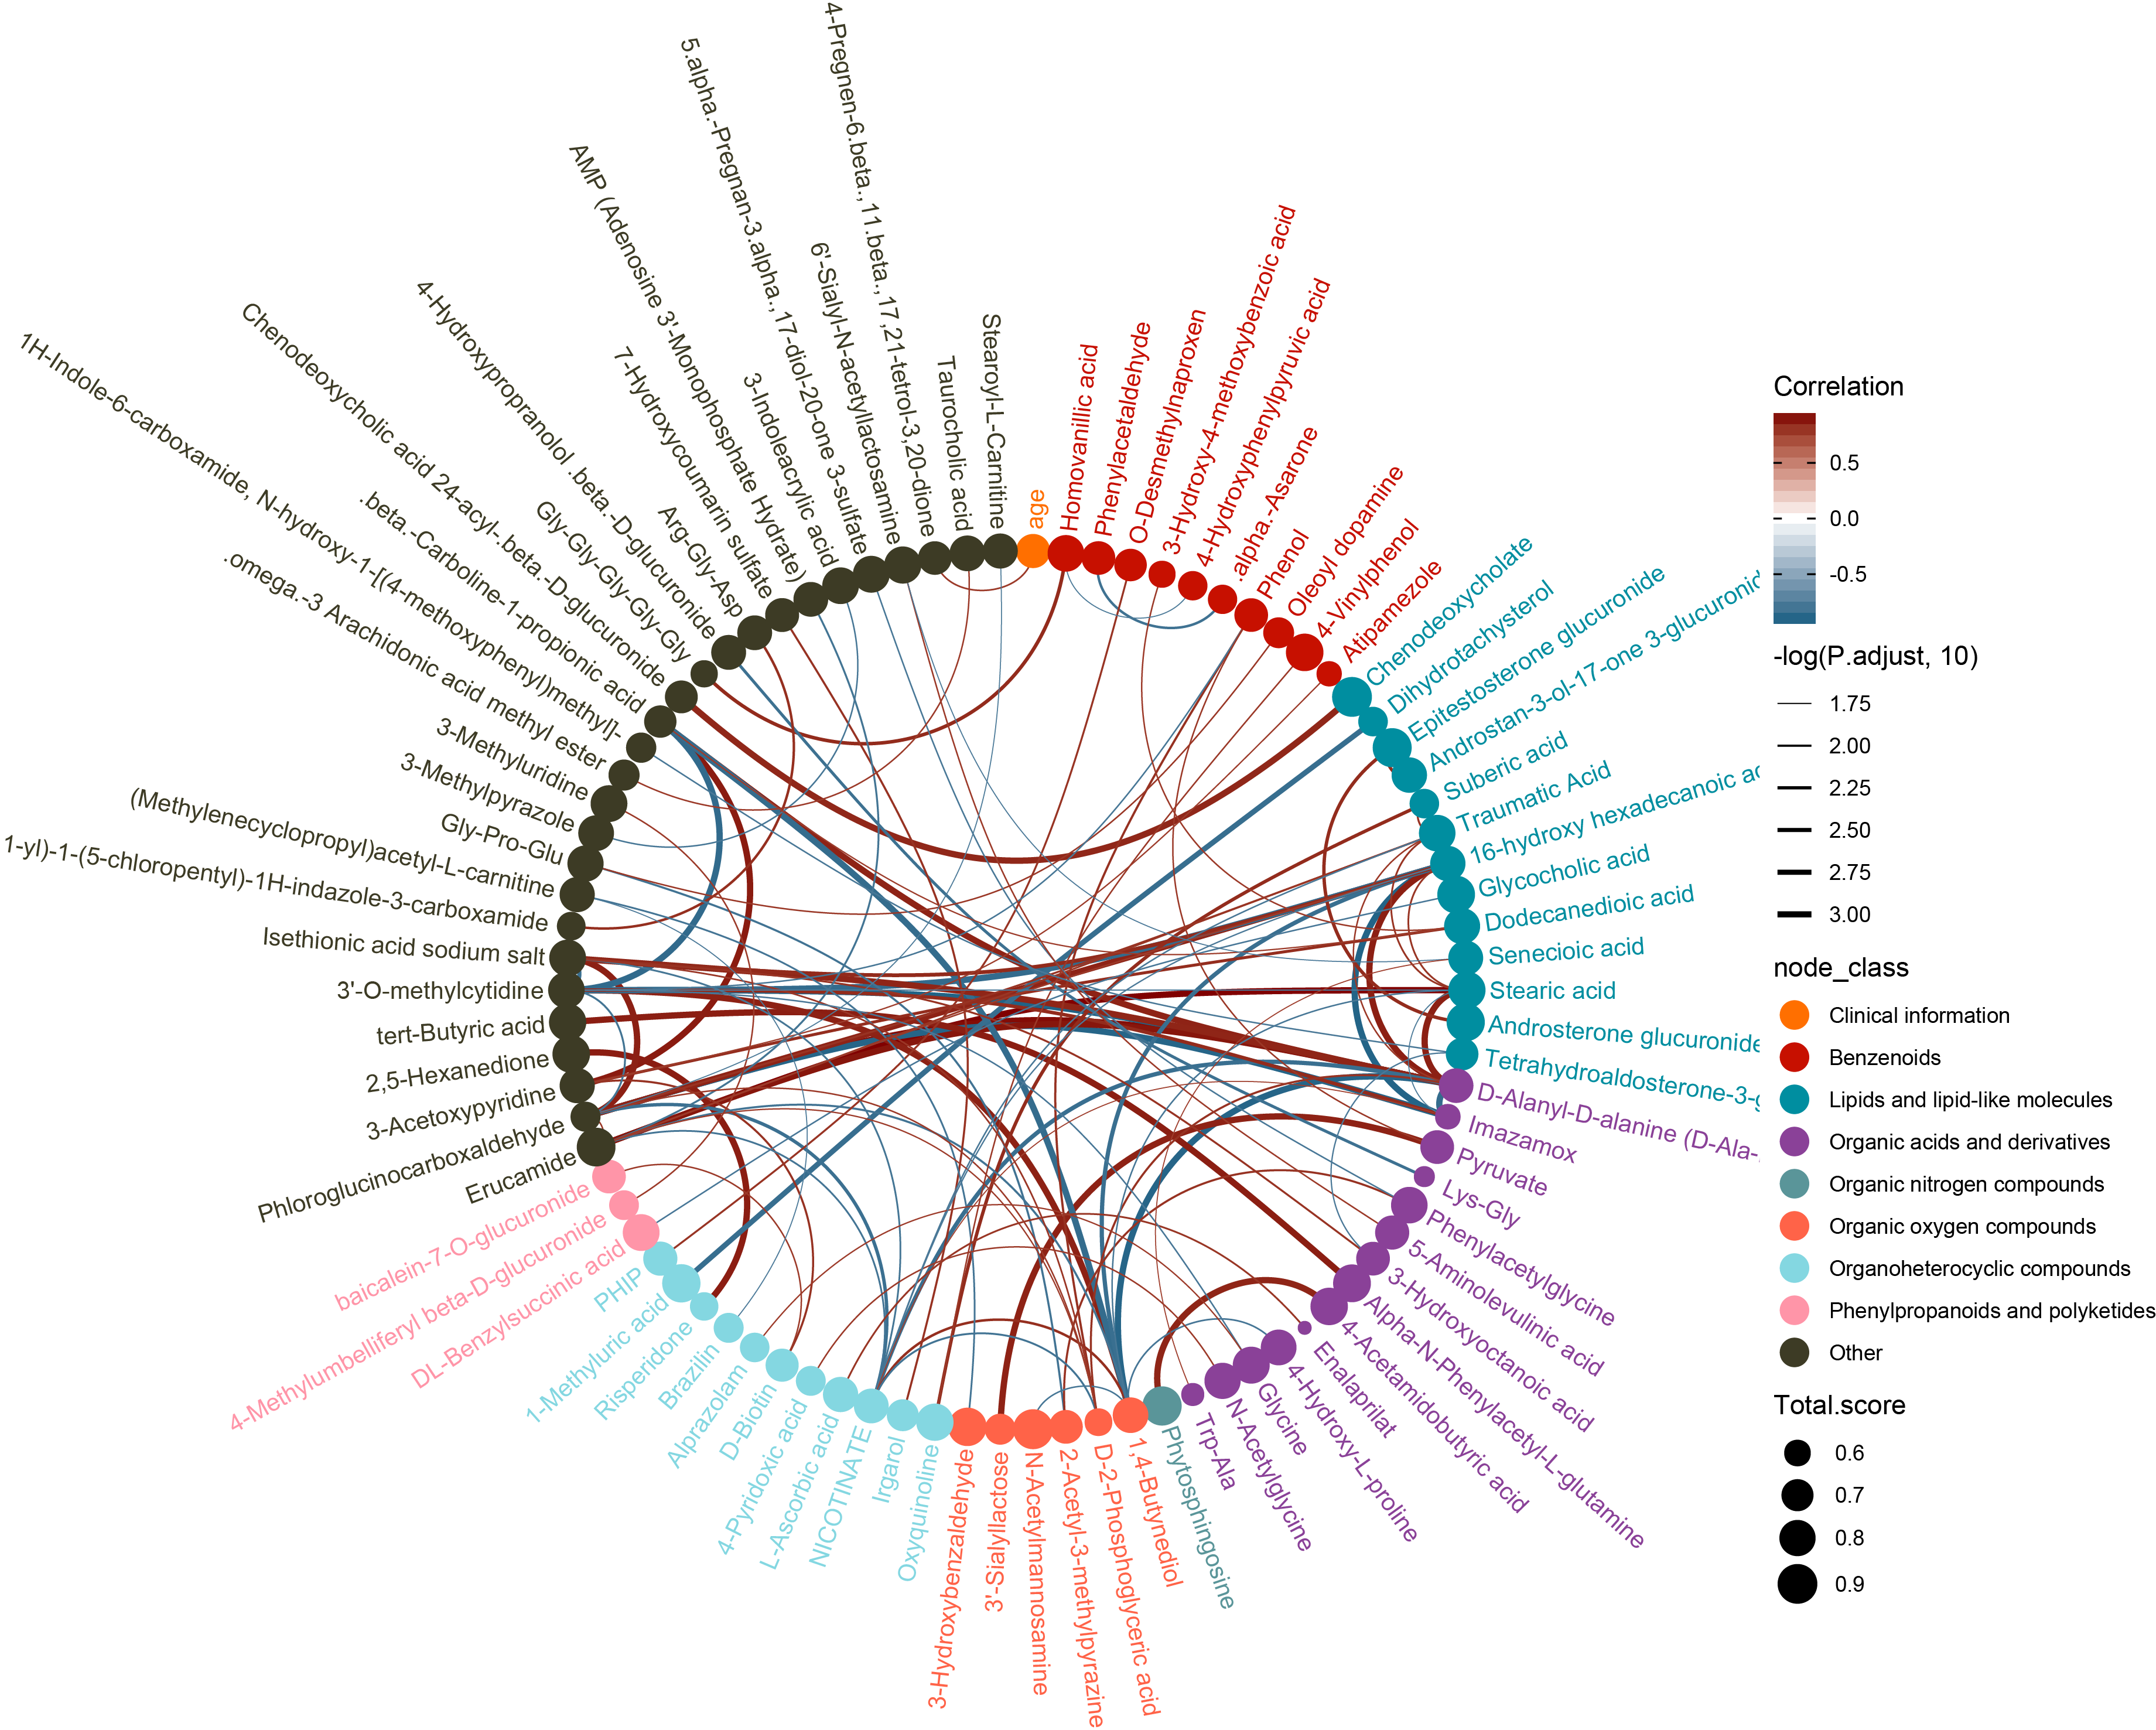 4-Pregnen-6.beta.,11.beta.,17,21-tetrol-3,20-dione
5.alpha.-Pregnan-3.alpha.,17-diol-20-one 3-sulfate
AMP (Adenosine 3'-Monophosphate Hydrate)
6'-Sialyl-N-acetyllactosamine
Taurocholic acid
Stearoyl-L-Carnitine
3-Indoleacrylic acid
7-Hydroxycoumarin sulfate
Arg-Gly-Asp
4-Hydroxypropranolol .beta.-D-glucuronide
Gly-Gly-Gly-Gly-Gly
Chenodeoxycholic acid 24-acyl-.beta.-D-glucuronide
.beta.-Carboline-1-propionic acid
1H-Indole-6-carboxamide, N-hydroxy-1-[(4-methoxyphenyl)methyl]-
.omega.-3 Arachidonic acid methyl ester
3-Methyluridine
3-Methylpyrazole
Gly-Pro-Glu
(Methylenecyclopropyl)acetyl-L-carnitine
1-yl)-1-(5-chloropentyl)-1H-indazole-3-carboxamide
Isethionic acid sodium salt
3'-O-methylcytidine
tert-Butyric acid
2,5-Hexanedione
3-Acetoxypyridine
Phloroglucinocarboxaldehyde
Erucamide
baicalein-7-O-glucuronide
4-Methylumbelliferyl beta-D-glucuronide
DL-Benzylsuccinic acid
PHIP
1-Methyluric acid
Risperidone
Brazilin
Alprazolam
D-Biotin
4-Pyridoxic acid
L-Ascorbic acid
NICOTINATE
Irgarol
Oxyquinoline
3-Hydroxybenzaldehyde
3'-Sialyllactose
N-Acetylmannosamine
2-Acetyl-3-methylpyrazine
D-2-Phosphoglyceric acid
1,4-Butynediol
Phytosphingosine
Trp-Ala
N-Acetylglycine
Glycine
4-Hydroxy-L-proline
Enalaprilat
4-Acetamidobutyric acid
Alpha-N-Phenylacetyl-L-glutamine
3-Hydroxyoctanoic acid
5-Aminolevulinic acid
Phenylacetylglycine
Lys-Gly
Pyruvate
Imazamox
D-Alanyl-D-alanine (D-Ala-
Tetrahydroaldosterone-3-g
Androsterone glucuronide
Stearic acid
Senecioic acid
Dodecanedioic acid
Glycocholic acid
16-hydroxy hexadecanoic ac
Traumatic Acid
Suberic acid
Androstan-3-ol-17-one 3-glucuronid
Epitestosterone glucuronide
Dihydrotachysterol
Chenodeoxycholate
Atipamezole
4-Vinylphenol
Oleoyl dopamine
Phenol
.alpha.-Asarone
4-Hydroxyphenylpyruvic acid
3-Hydroxy-4-methoxybenzoic acid
O-Desmethylnaproxen
Phenylacetaldehyde
Homovanillic acid
age
Correlation
0.5
0.0
-0.5
-log(P.adjust, 10)
1.75
2.00
2.25
2.50
2.75
3.00
node_class
Clinical information
Benzenoids
Lipids and lipid-like molecules
Organic acids and derivatives
Organic nitrogen compounds
Organic oxygen compounds
Organoheterocyclic compounds
Phenylpropanoids and polyketides
Other
Total.score
0.6
0.7
0.8
0.9